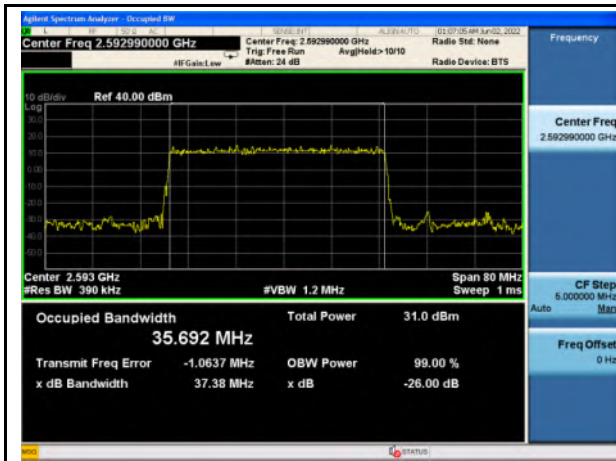 Agilent Spectrum Analyzer - Occupied BW
L RF 50 Ω AC SENSE:INT ALIGN AUTO 01:07:05 AM Jun 02, 2022
Center Freq 2.592990000 GHz Center Freq: 2.592990000 GHz Radio Std: None Frequency
Trig: Free Run Avg|Hold:>10/10
#IFGain:Low #Atten: 24 dB Radio Device: BTS
10 dB/div Ref 40.00 dBm
Log
30.0
20.0
10.0
0.00
-10.0
-20.0
-30.0
-40.0
-50.0
Center Freq
2.592990000 GHz
Center 2.593 GHz Span 80 MHz
#Res BW 390 kHz #VBW 1.2 MHz Sweep 1 ms
CF Step
5.000000 MHz
Auto Man
Occupied Bandwidth Total Power 31.0 dBm
35.692 MHz
Freq Offset
0 Hz
Transmit Freq Error -1.0637 MHz OBW Power 99.00 %
x dB Bandwidth 37.38 MHz x dB -26.00 dB
MSG STATUS